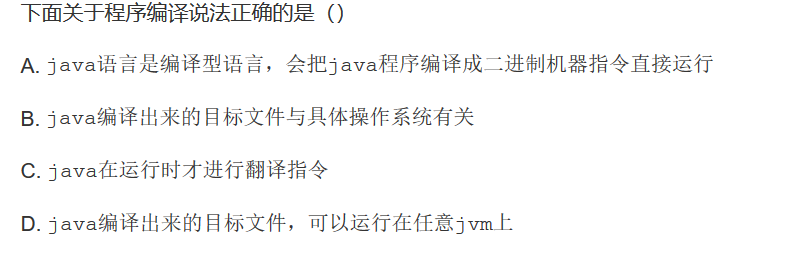 下面关于程序编译说法正确的是（）
A. java语言是编译型语言，会把java程序编译成二进制机器指令直接运行
B. java编译出来的目标文件与具体操作系统有关
C. java在运行时才进行翻译指令
D. java编译出来的目标文件，可以运行在任意jvm上